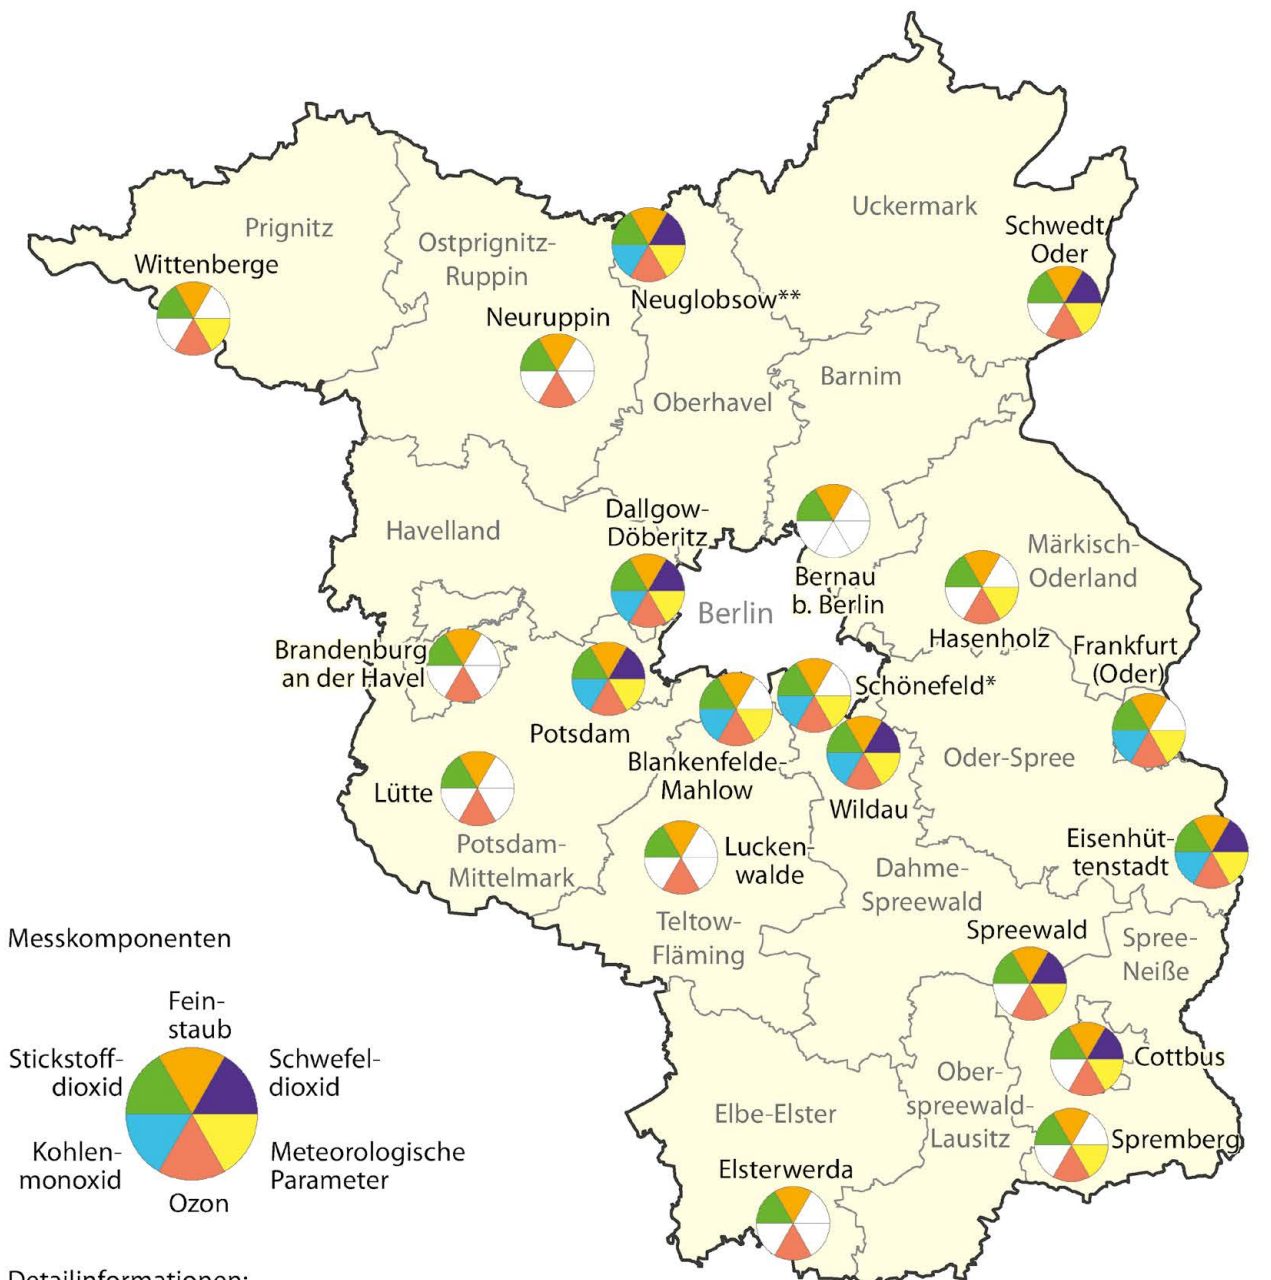 Uckermark
Schwedt/
Oder
Prignitz
Ostprignitz-
Ruppin
Wittenberge
Neuglobsow**
Neuruppin
Barnim
Oberhavel
Dallgow-
Döberitz
Havelland
Märkisch-
Oderland
Bernau
b. Berlin
Berlin
Hasenholz
Frankfurt
(Oder)
Brandenburg
an der Havel
Schönefeld*
Potsdam
Blankenfelde-
Mahlow
Oder-Spree
Lütte
Wildau
Potsdam-
Mittelmark
Lucken-
walde
Eisenhüt-
tenstadt
Dahme-
Spreewald
Teltow-
Fläming
Spreewald
Spree-
Neiße
Cottbus
Ober-
spreewald-
Lausitz
Elbe-Elster
Spremberg
Elsterwerda
Messkomponenten
Fein-
staub
Stickstoff-
dioxid
Schwefel-
dioxid
Kohlen-
monoxid
Meteorologische
Parameter
Ozon
Detailinformationen: